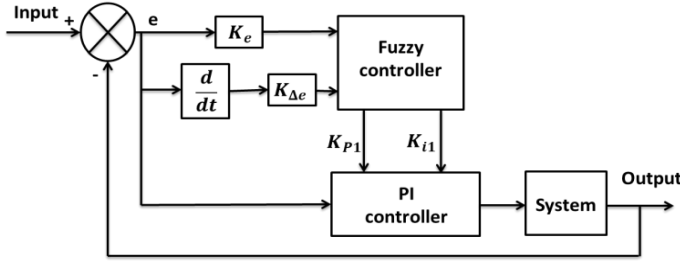 Input
+
-
e
K_e
Fuzzy
controller
d
dt
K_Δe
K_P1
K_i1
PI
controller
System
Output